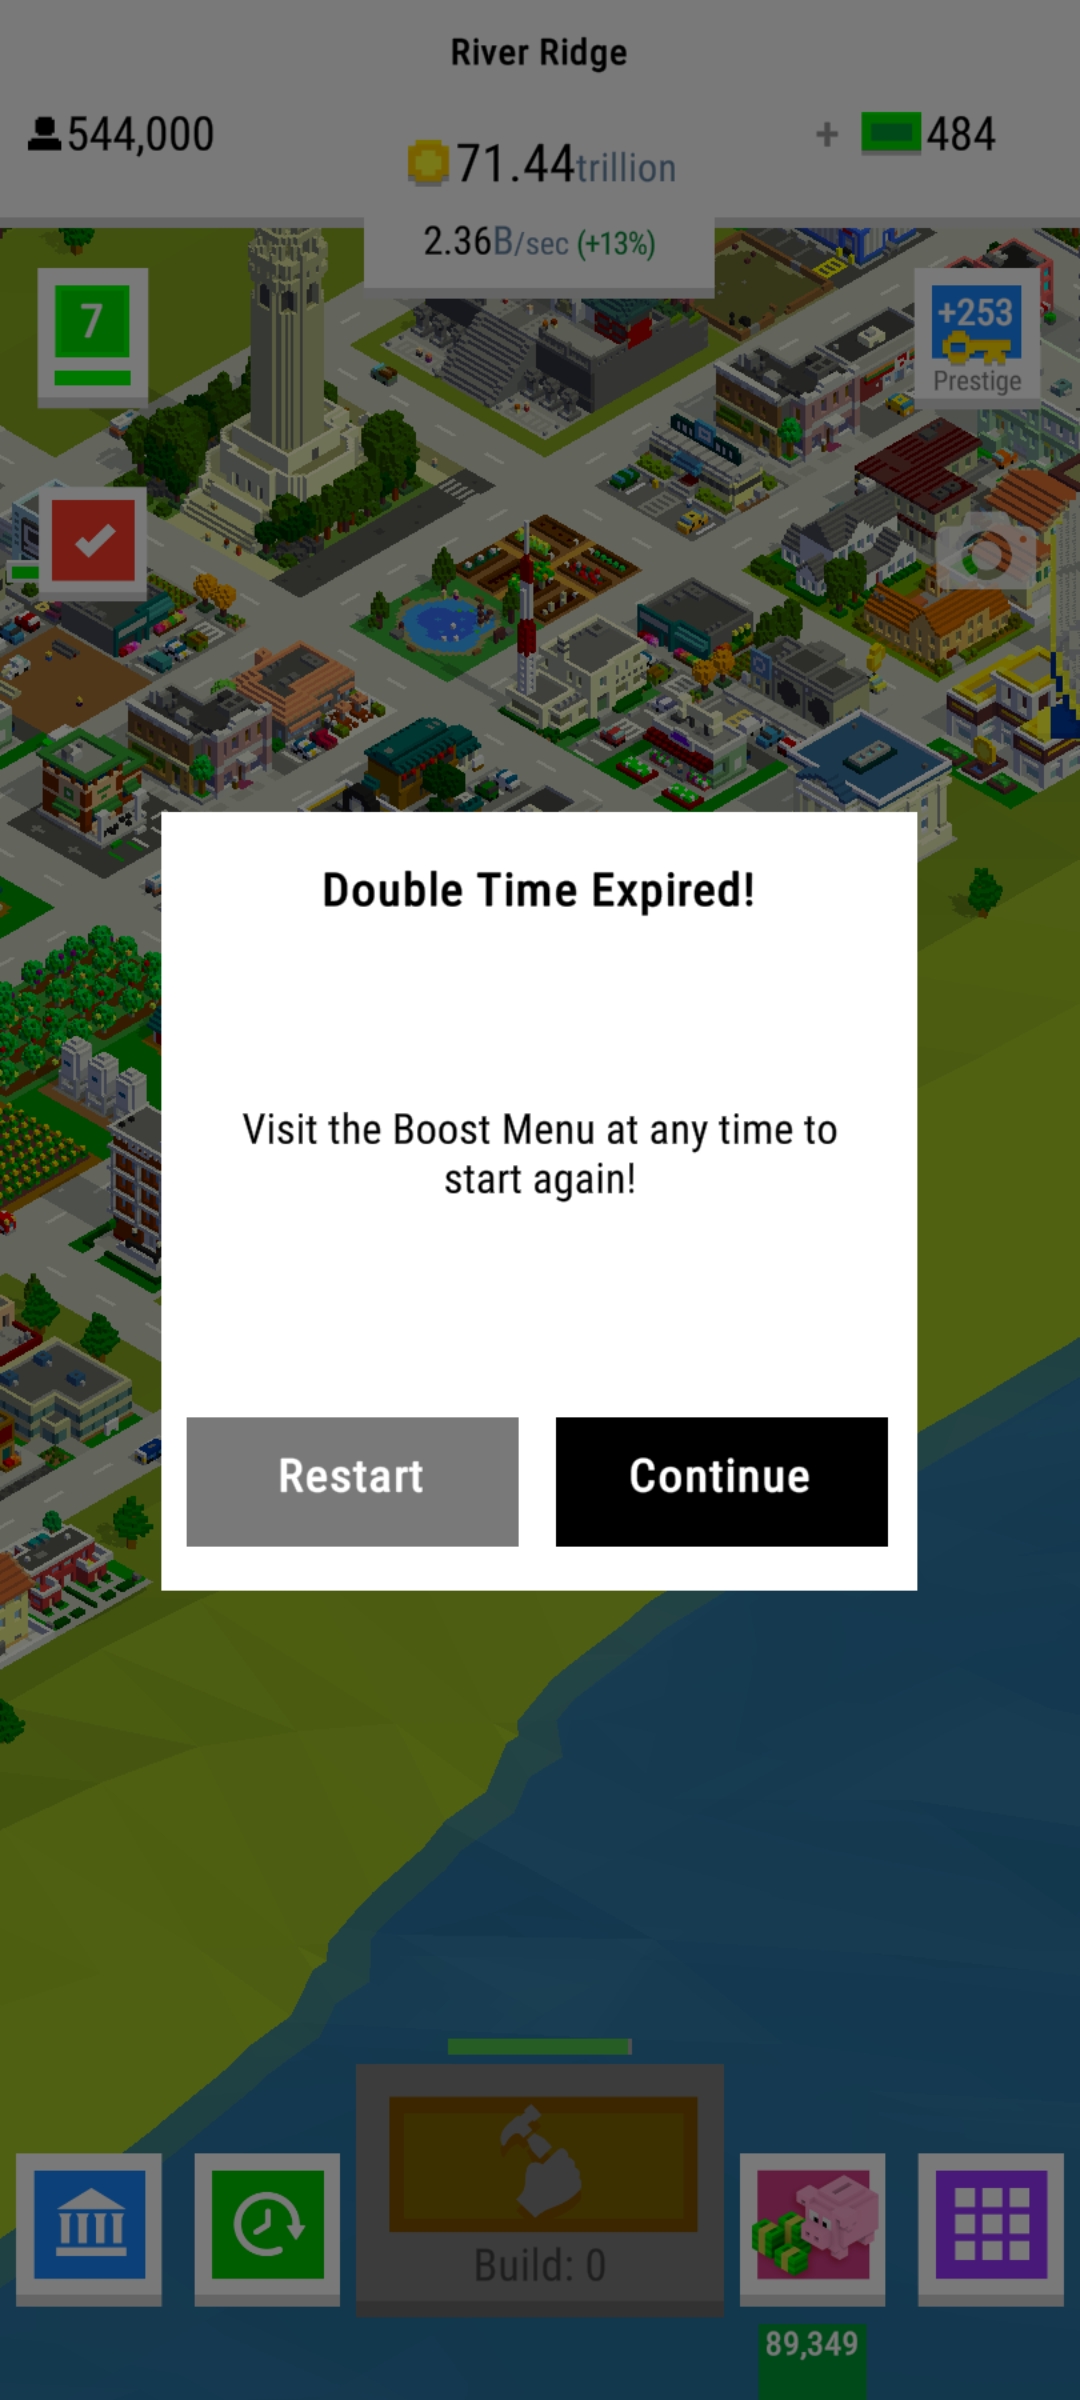 River Ridge
544,000
71.44trillion
+ 484
2.36B/sec (+13%)
7
+253
Prestige
Double Time Expired!
Visit the Boost Menu at any time to
start again!
Restart
Continue
Build: 0
89,349